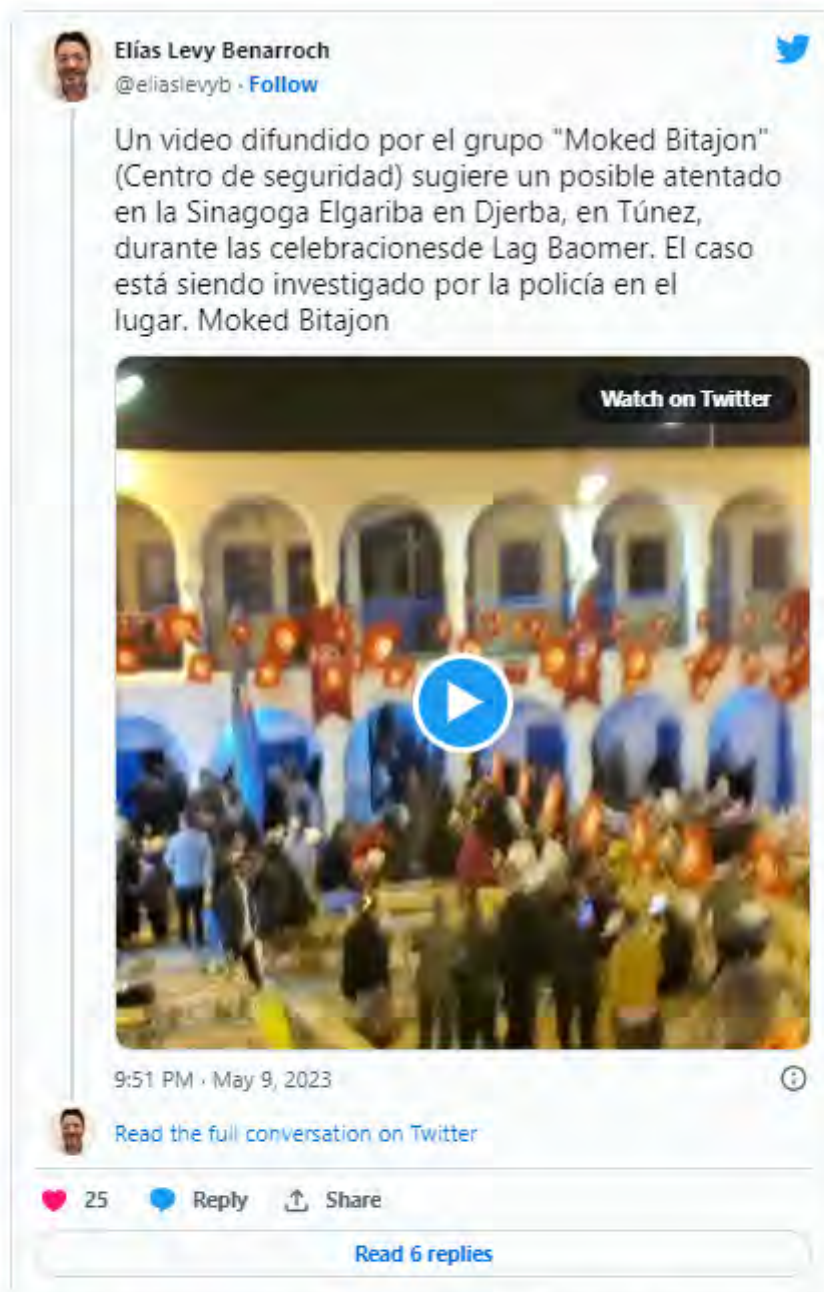 Elías Levy Benarroch
@eliaslevyb · Follow
Un video difundido por el grupo "Moked Bitajon"
(Centro de seguridad) sugiere un posible atentado
en la Sinagoga Elgariba en Djerba, en Túnez,
durante las celebracionesde Lag Baomer. El caso
está siendo investigado por la policía en el
lugar. Moked Bitajon
Watch on Twitter
9:51 PM · May 9, 2023
Read the full conversation on Twitter
25 Reply Share
Read 6 replies